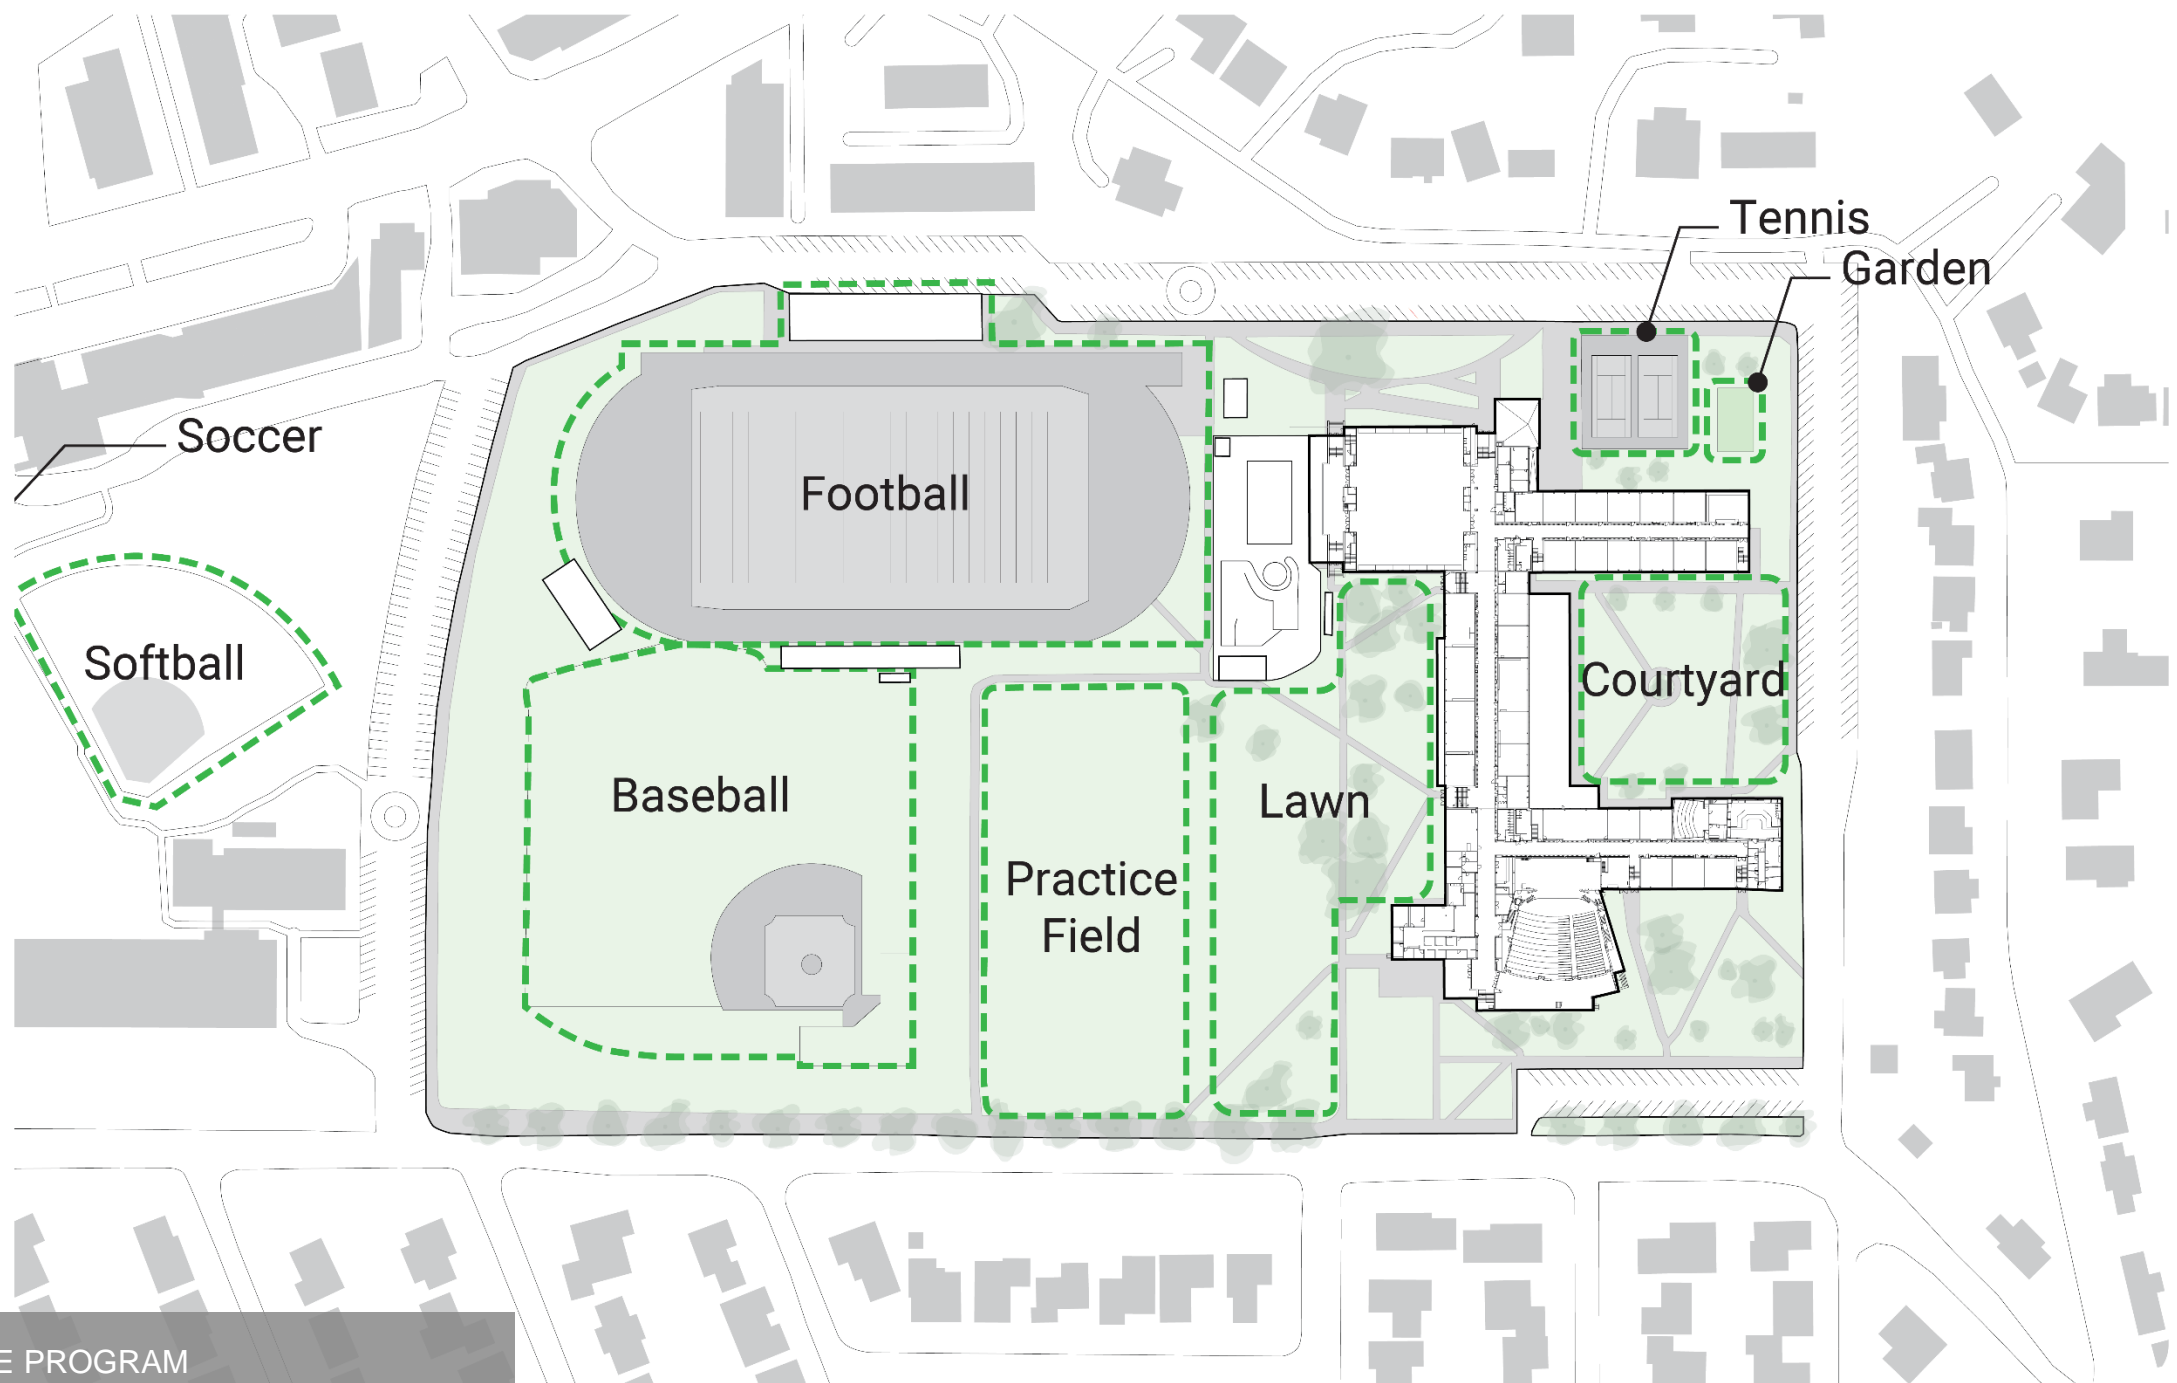 Tennis
Garden
Soccer
Football
Softball
Courtyard
Baseball
Lawn
Practice
Field
E PROGRAM